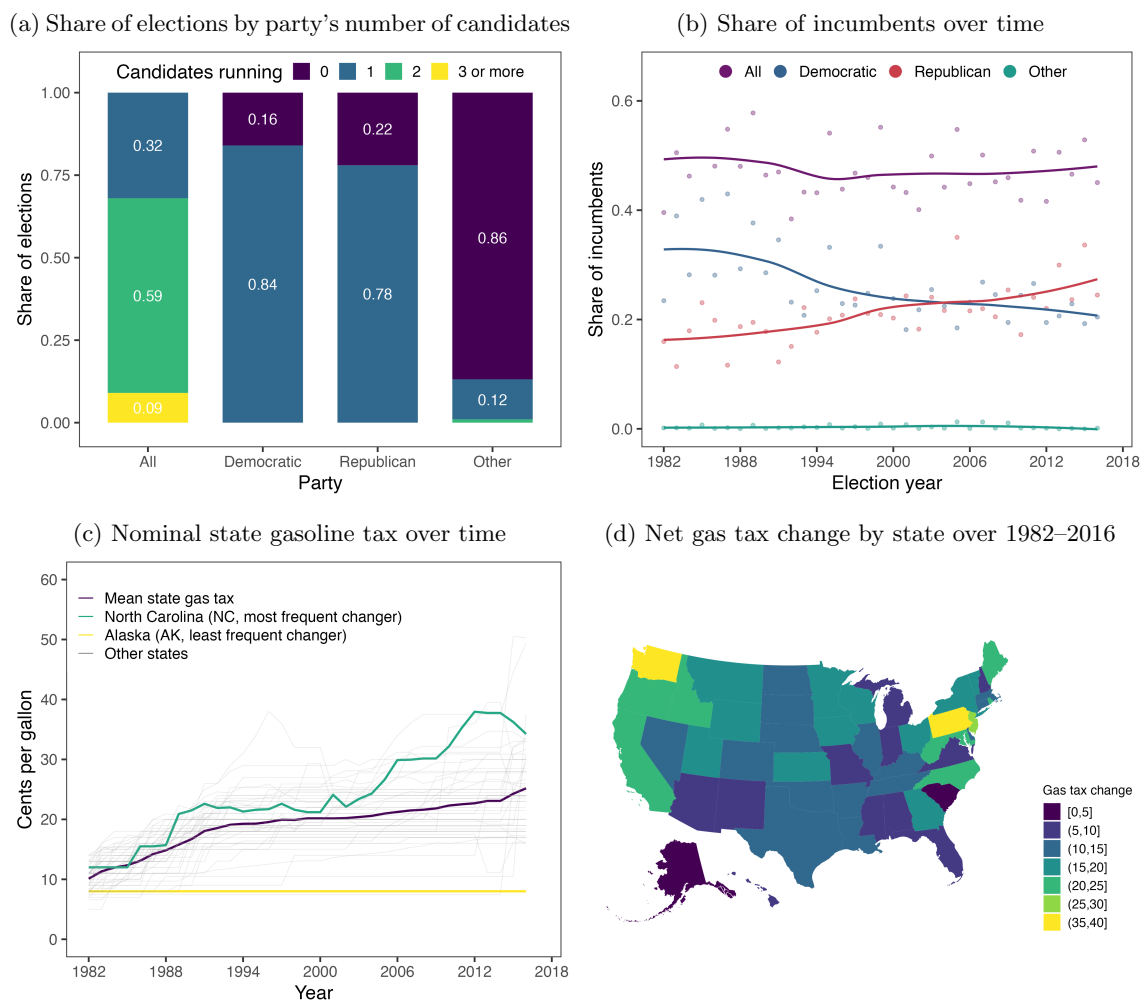 (a) Share of elections by party’s number of candidates
Candidates running 0 1 2 3 or more
1.00
0.75
0.50
0.25
0.00
Share of elections
0.32
0.59
0.09
0.16
0.84
0.22
0.78
0.86
0.12
All Democratic Republican Other
Party
(b) Share of incumbents over time
All Democratic Republican Other
0.6
0.4
0.2
0.0
Share of incumbents
1982 1988 1994 2000 2006 2012 2018
Election year
(c) Nominal state gasoline tax over time
Mean state gas tax
North Carolina (NC, most frequent changer)
Alaska (AK, least frequent changer)
Other states
60
50
40
30
20
10
0
Cents per gallon
1982 1988 1994 2000 2006 2012 2018
Year
(d) Net gas tax change by state over 1982–2016
Gas tax change
[0,5]
(5,10]
(10,15]
(15,20]
(20,25]
(25,30]
(35,40]